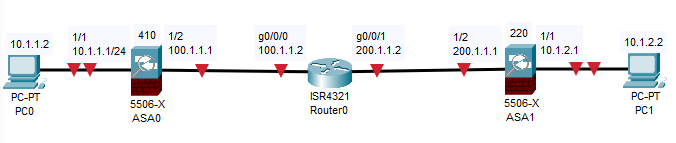 10.1.1.2
1/1
10.1.1.1/24
410
1/2
100.1.1.1
g0/0/0
100.1.1.2
g0/0/1
200.1.1.2
1/2
200.1.1.1
220
1/1
10.1.2.1
10.1.2.2
PC-PT
PC0
5506-X
ASA0
ISR4321
Router0
5506-X
ASA1
PC-PT
PC1